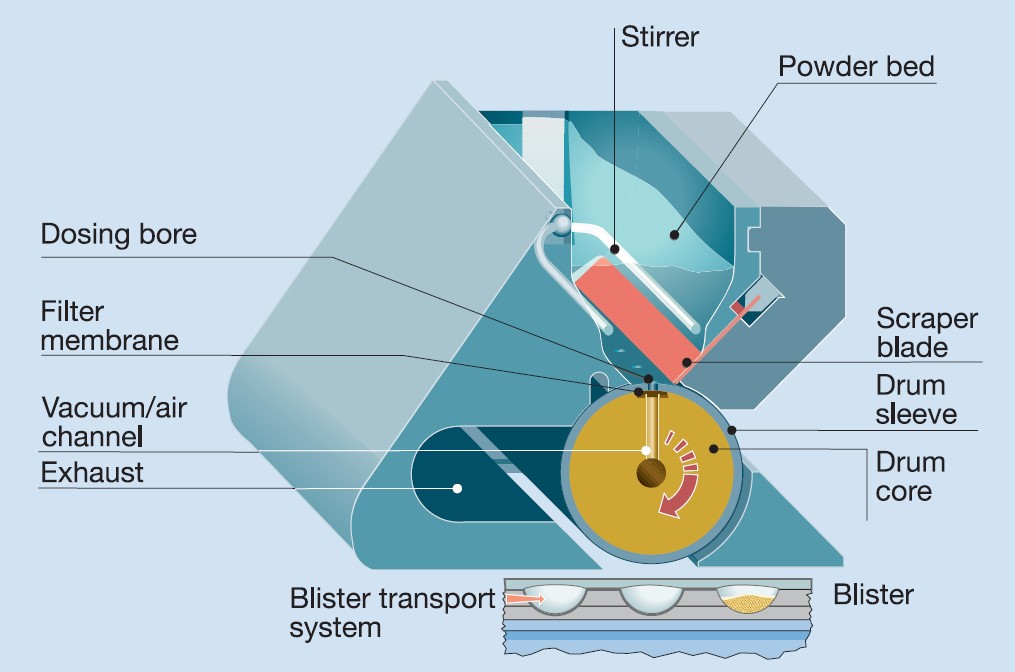 Stirrer
Powder bed
Dosing bore
Filter
membrane
Vacuum/air
channel
Exhaust
Scraper
blade
Drum
sleeve
Drum
core
Blister transport
system
Blister